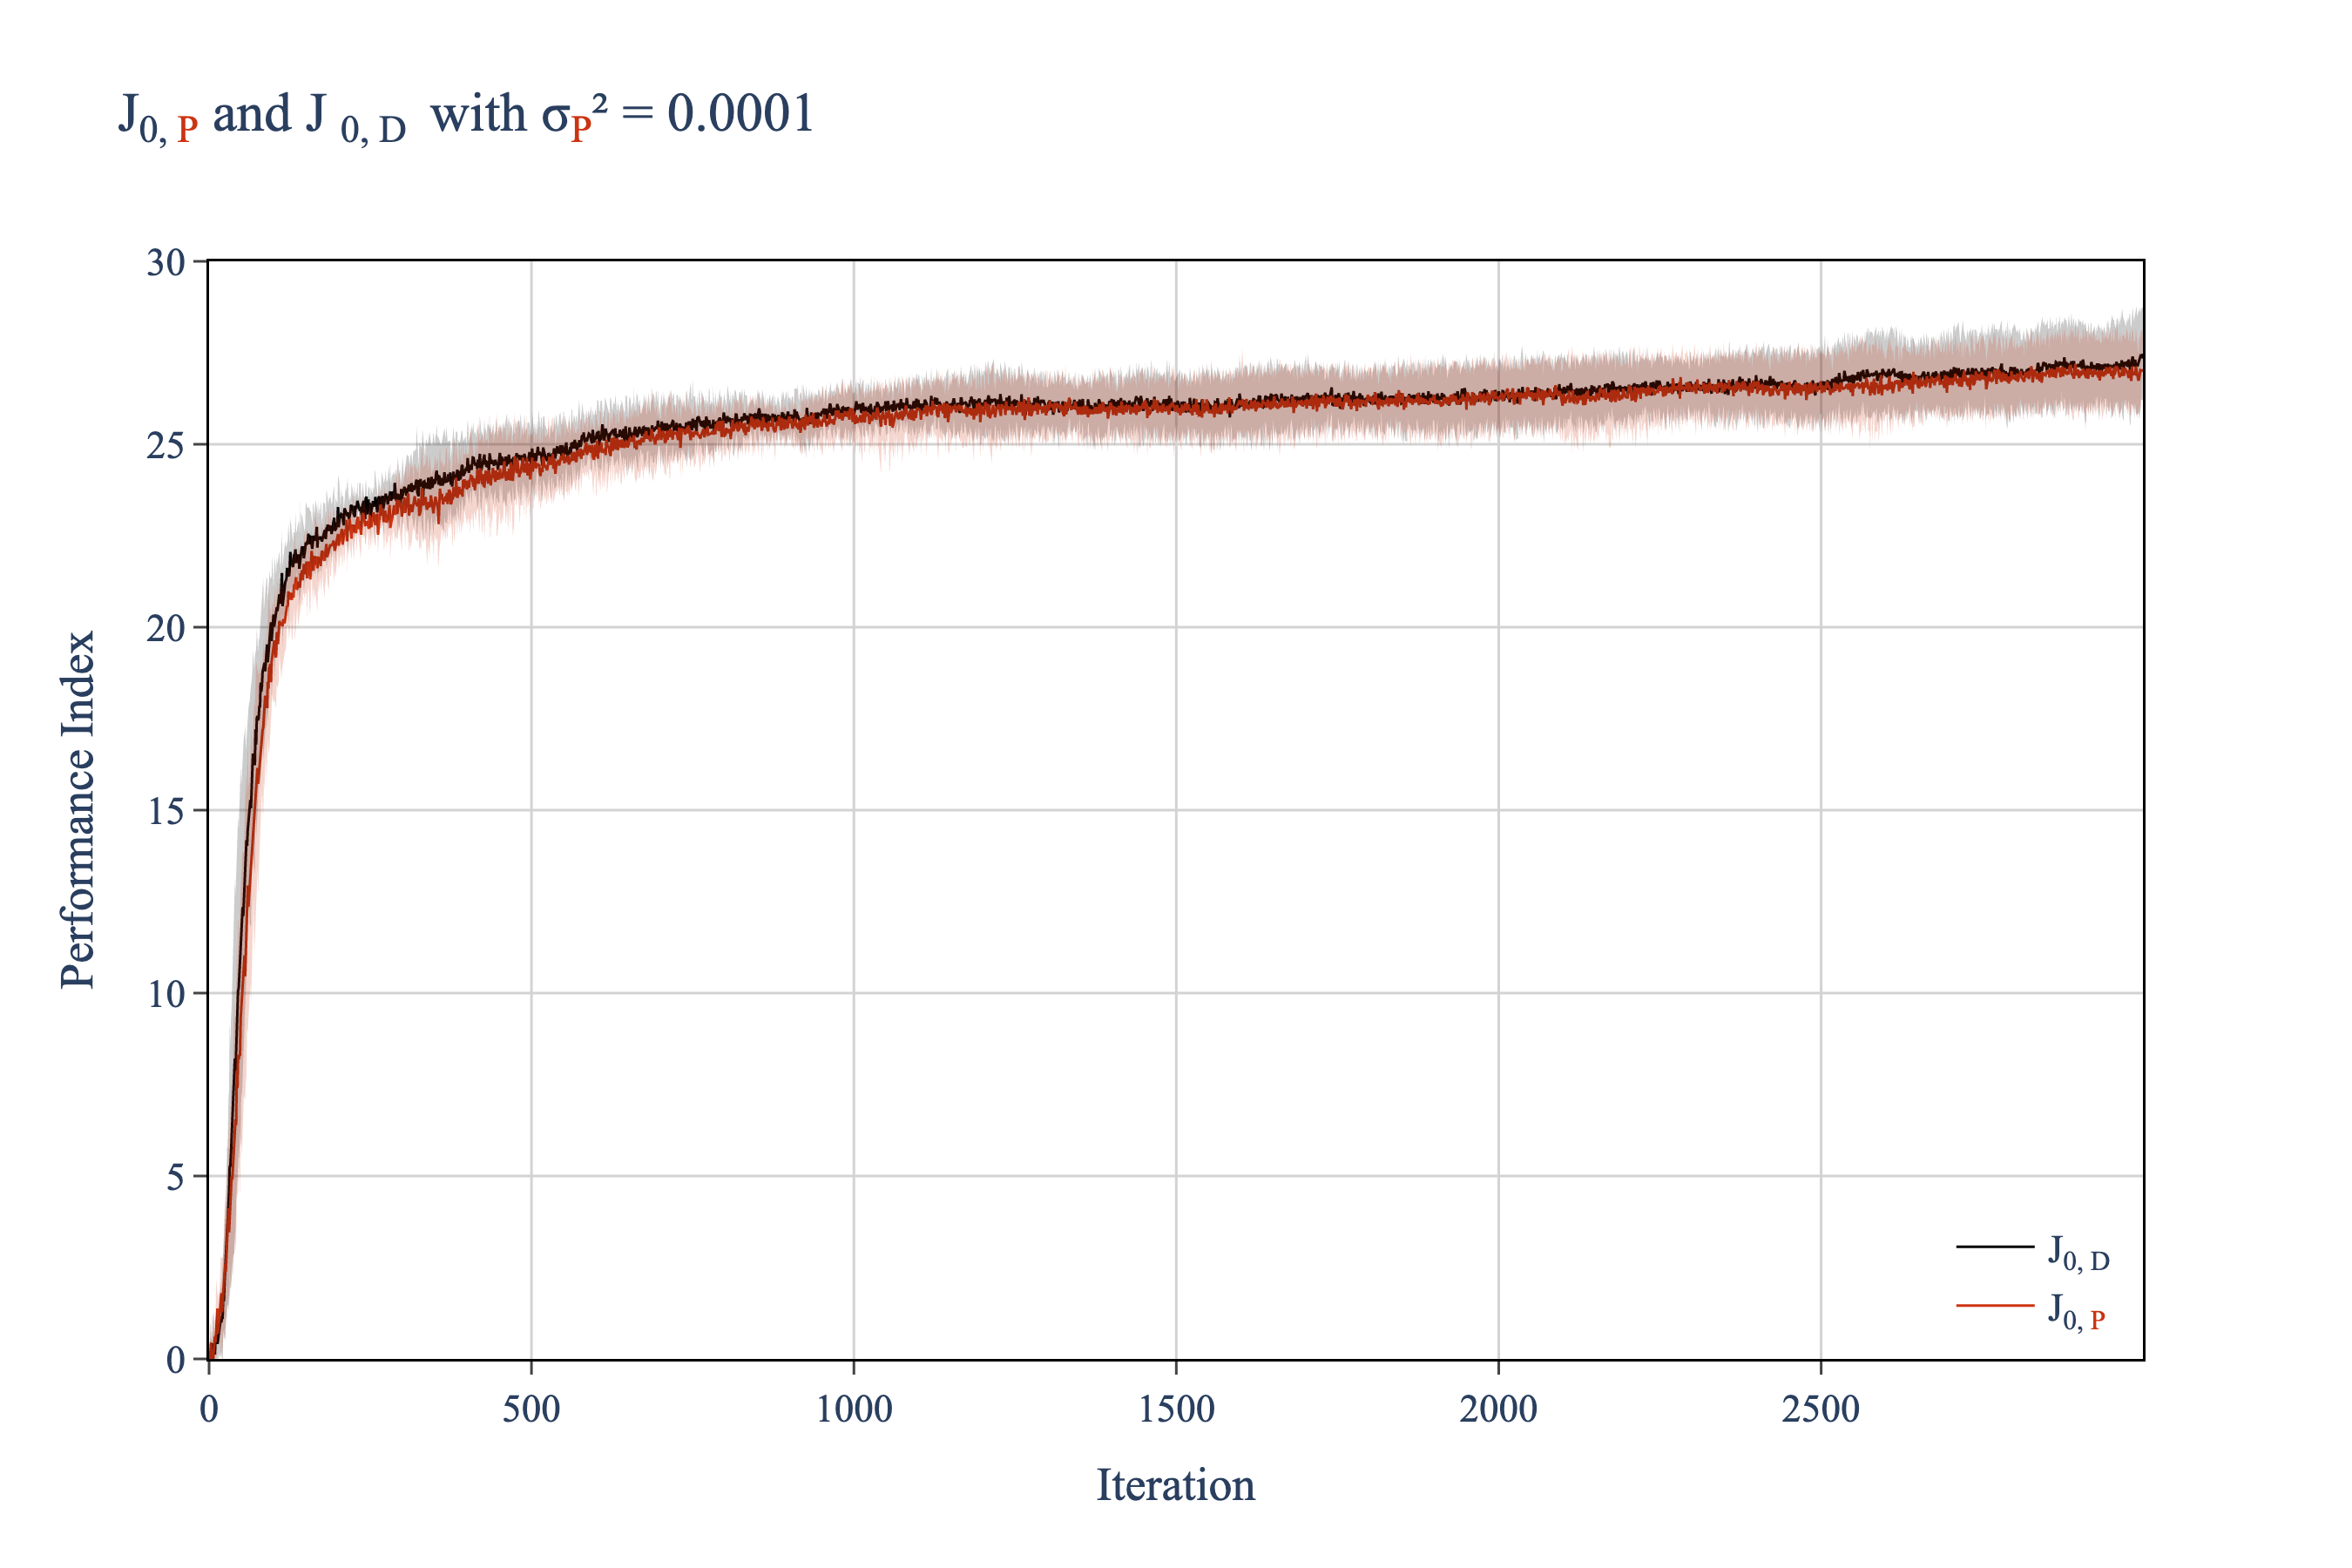 J0, P and J 0, D with σP² = 0.0001
Performance Index
30
25
20
15
10
5
0
0 500 1000 1500 2000 2500
Iteration
J0, D
J0, P